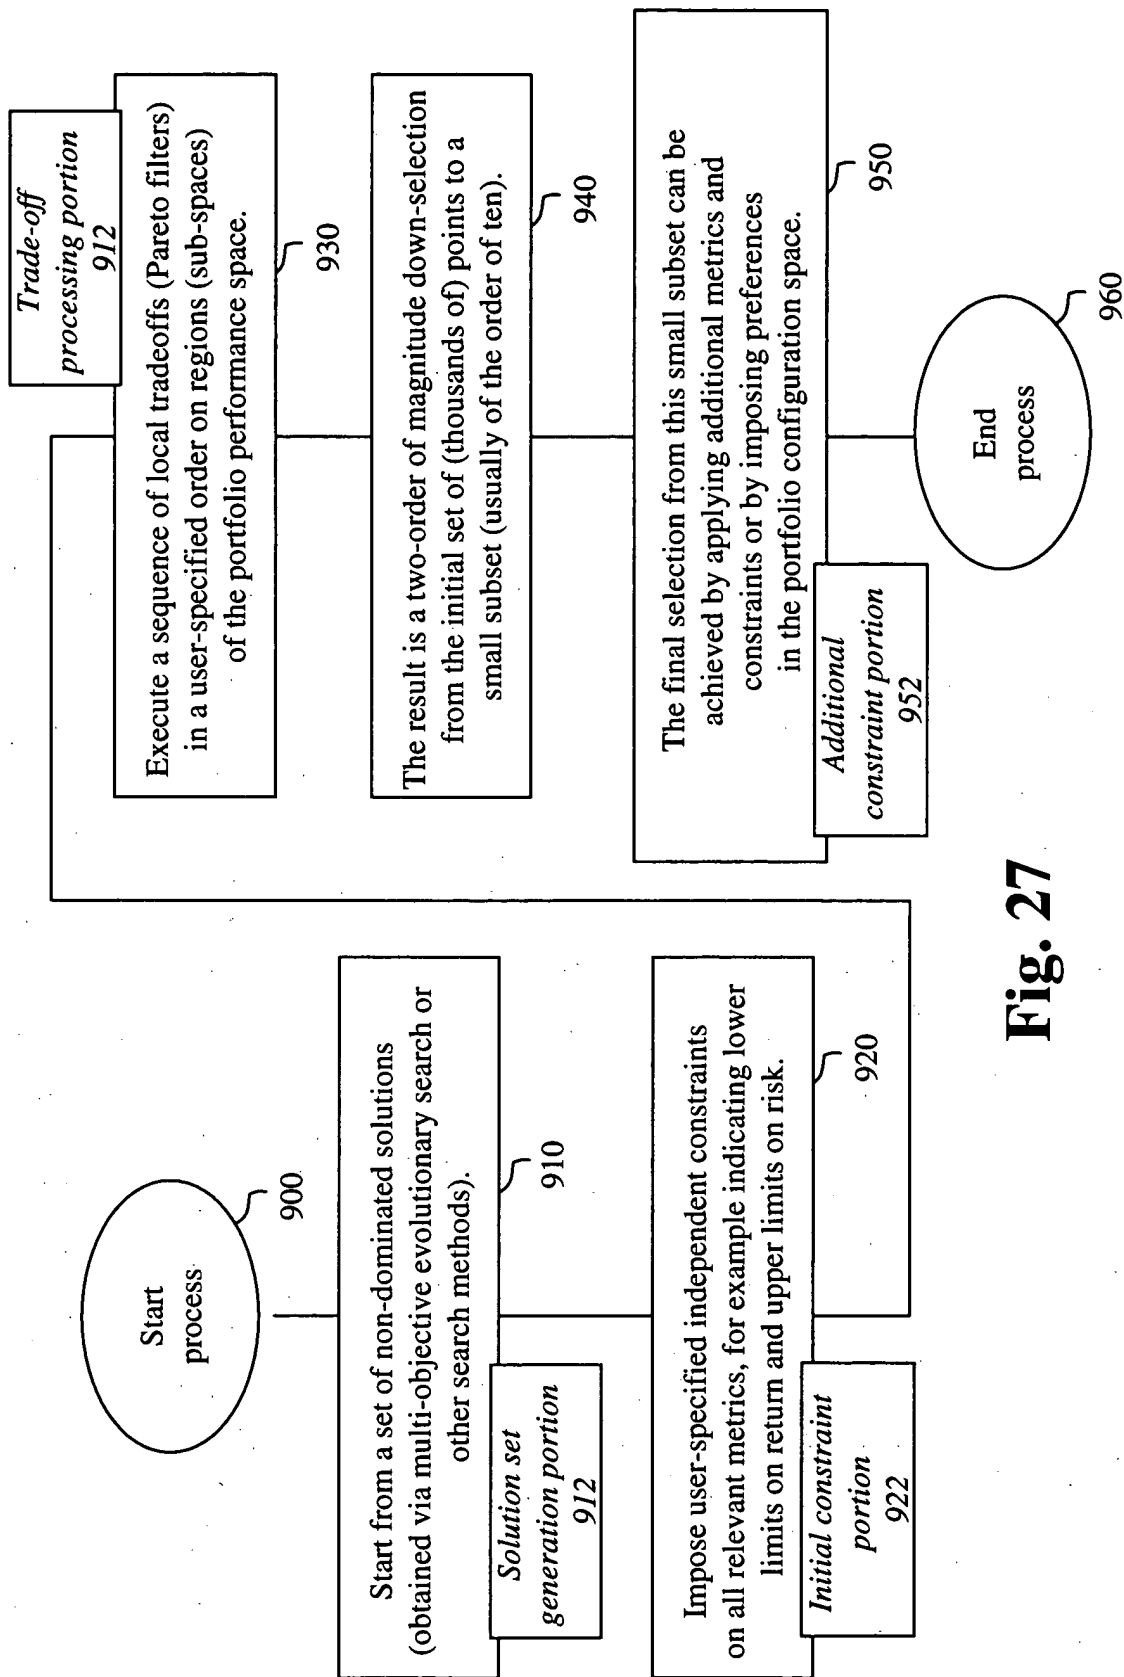 Start
process
900
Start from a set of non-dominated solutions
(obtained via multi-objective evolutionary search or
other search methods).
910
Solution set
generation portion
912
Impose user-specified independent constraints
on all relevant metrics, for example indicating lower
limits on return and upper limits on risk.
920
Initial constraint
portion
922
Trade-off
processing portion
912
Execute a sequence of local tradeoffs (Pareto filters)
in a user-specified order on regions (sub-spaces)
of the portfolio performance space.
930
The result is a two-order of magnitude down-selection
from the initial set of (thousands of) points to a
small subset (usually of the order of ten).
940
The final selection from this small subset can be
achieved by applying additional metrics and
constraints or by imposing preferences
in the portfolio configuration space.
950
Additional
constraint portion
952
End
process
960
Fig. 27